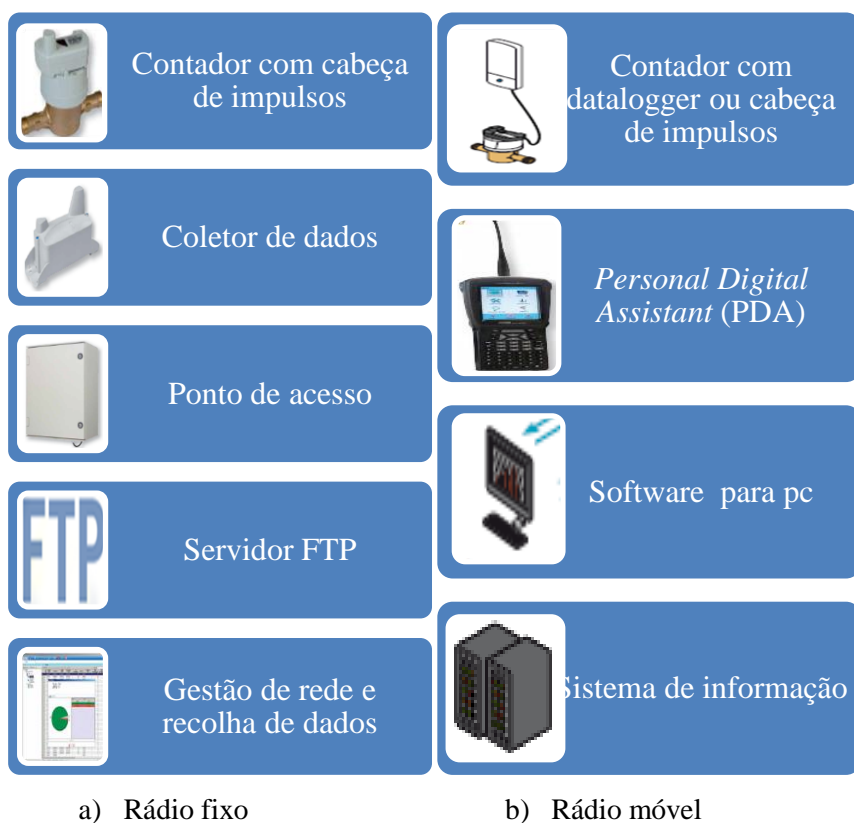 Contador com cabeça
de impulsos
Coletor de dados
Ponto de acesso
FTP
Servidor FTP
Gestão de rede e
recolha de dados
a) Rádio fixo
Contador com
datalogger ou cabeça
de impulsos
Personal Digital
Assistant (PDA)
Software para pc
Sistema de informação
b) Rádio móvel